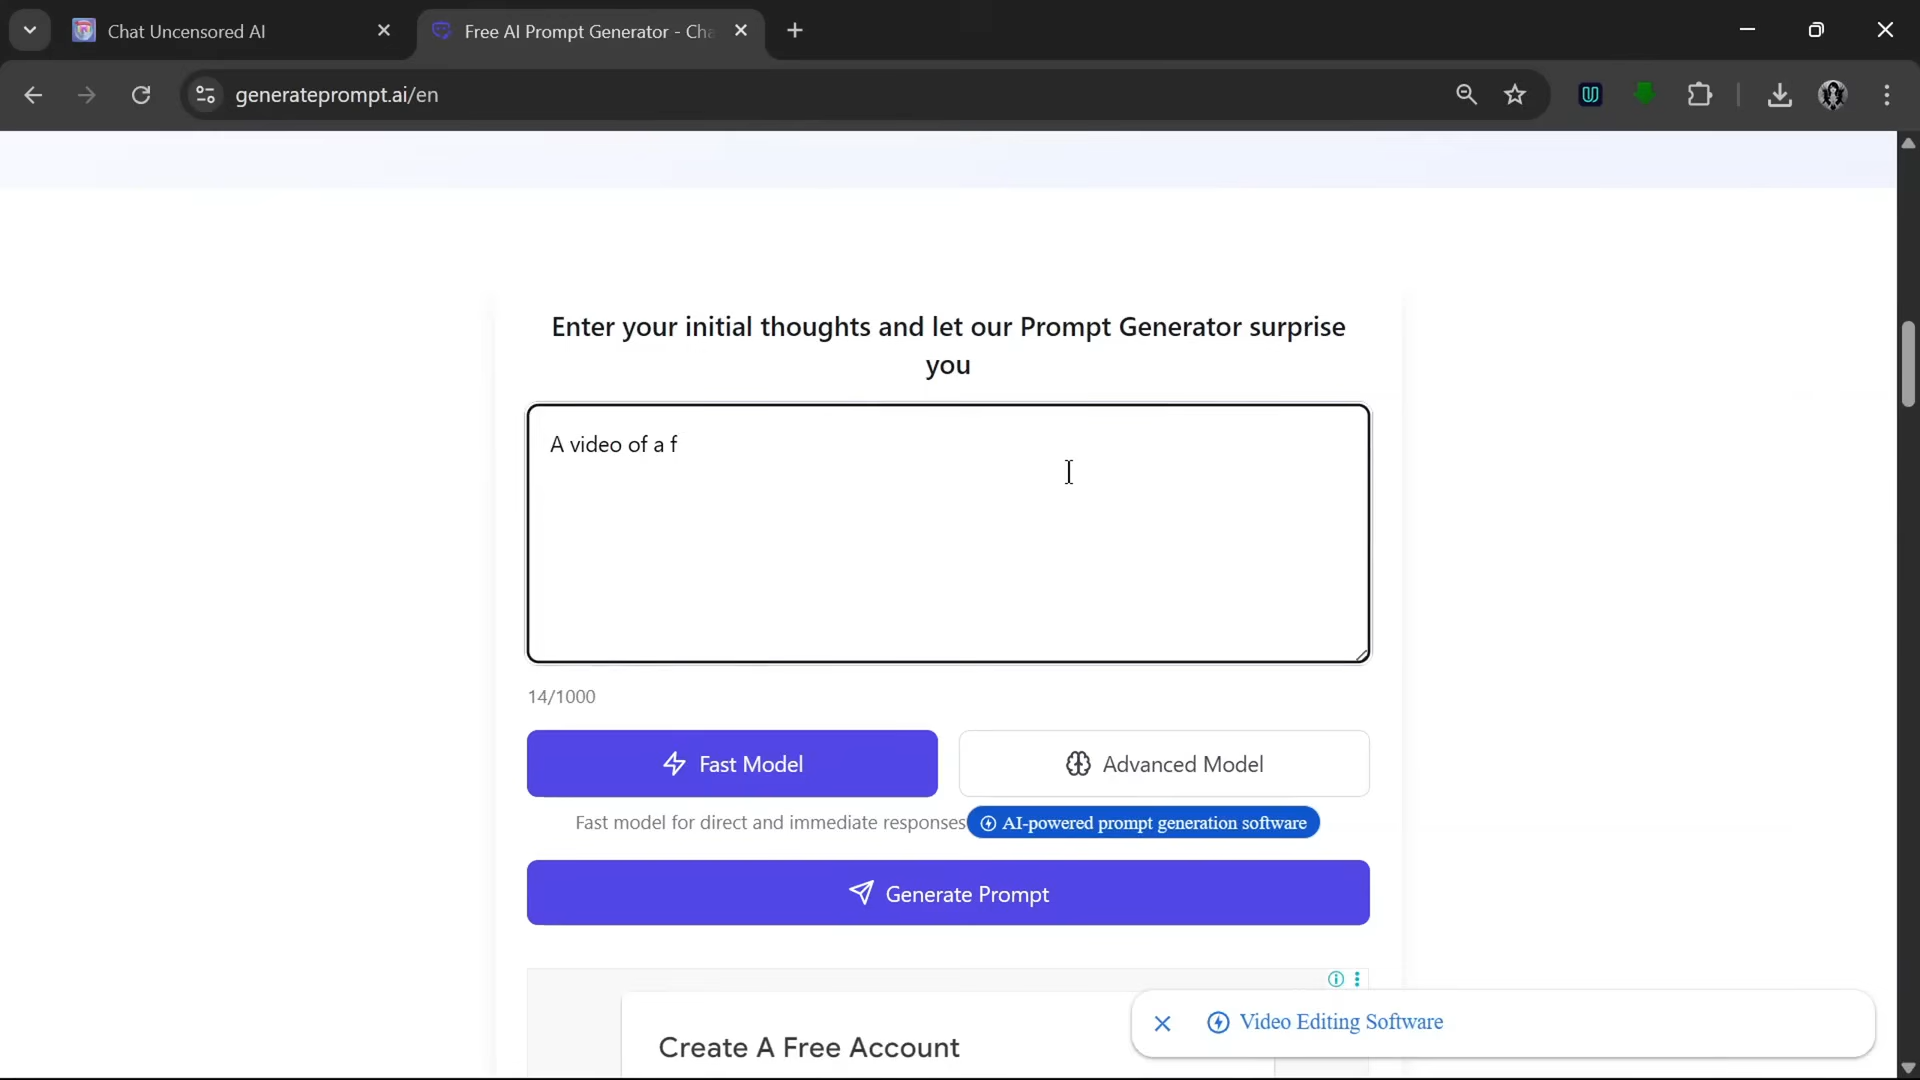 Chat Uncensored AI
Free AI Prompt Generator - Cha
generateprompt.ai/en
Enter your initial thoughts and let our Prompt Generator surprise
you
A video of a f
14/1000
Fast Model
Advanced Model
Fast model for direct and immediate responses
AI-powered prompt generation software
Generate Prompt
Video Editing Software
Create A Free Account